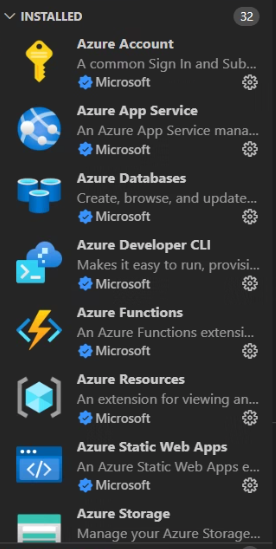 INSTALLED 32
Azure Account
A common Sign In and Sub...
Microsoft
Azure App Service
An Azure App Service mana...
Microsoft
Azure Databases
Create, browse, and update...
Microsoft
Azure Developer CLI
Makes it easy to run, provisi...
Microsoft
Azure Functions
An Azure Functions extensi...
Microsoft
Azure Resources
An extension for viewing an...
Microsoft
Azure Static Web Apps
An Azure Static Web Apps e...
Microsoft
Azure Storage
Manage your Azure Storage...